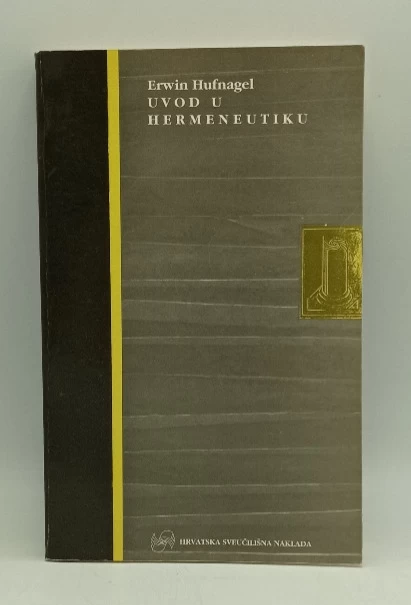 Erwin Hufnagel
UVOD U
HERMENEUTIKU
HRVATSKA SVEUČILIŠNA NAKLADA